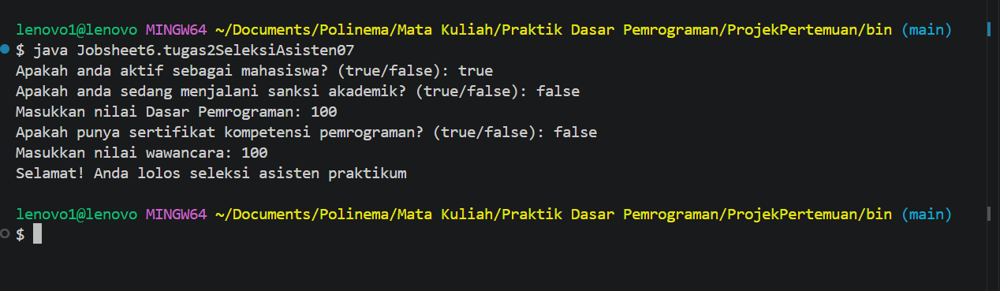 lenovo1@lenovo MINGW64 ~/Documents/Polinema/Mata Kuliah/Praktik Dasar Pemrograman/ProjekPertemuan/bin (main)
$ java Jobsheet6.tugas2SeleksiAsisten07
Apakah anda aktif sebagai mahasiswa? (true/false): true
Apakah anda sedang menjalani sanksi akademik? (true/false): false
Masukkan nilai Dasar Pemrograman: 100
Apakah punya sertifikat kompetensi pemrograman? (true/false): false
Masukkan nilai wawancara: 100
Selamat! Anda lolos seleksi asisten praktikum
lenovo1@lenovo MINGW64 ~/Documents/Polinema/Mata Kuliah/Praktik Dasar Pemrograman/ProjekPertemuan/bin (main)
$